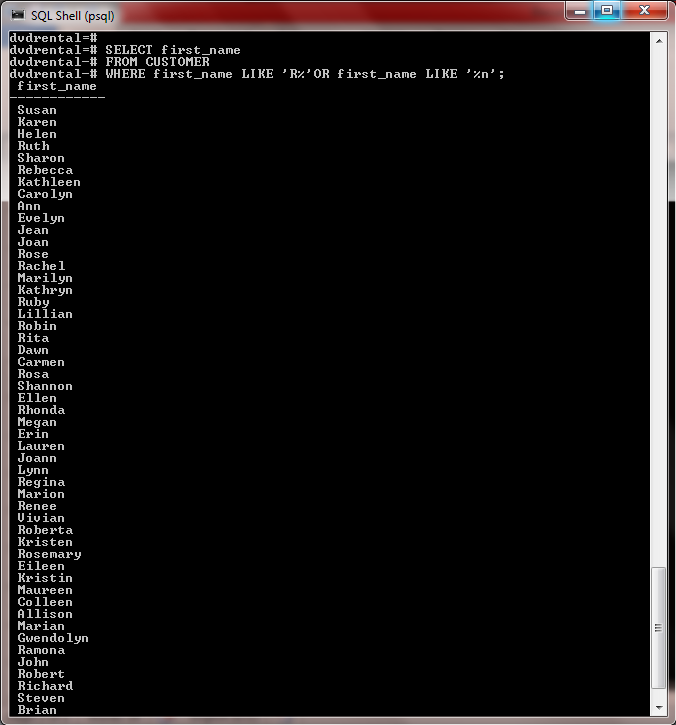 SQL Shell (psql)
dvdrental=#
dvdrental=# SELECT first_name
dvdrental-# FROM CUSTOMER
dvdrental-# WHERE first_name LIKE 'R%'OR first_name LIKE '%n';
first_name
------------
Susan
Karen
Helen
Ruth
Sharon
Rebecca
Kathleen
Carolyn
Ann
Evelyn
Jean
Joan
Rose
Rachel
Marilyn
Kathryn
Ruby
Lillian
Robin
Rita
Dawn
Carmen
Rosa
Shannon
Ellen
Rhonda
Megan
Erin
Lauren
Joann
Lynn
Regina
Marion
Renee
Vivian
Roberta
Kristen
Rosemary
Eileen
Kristin
Maureen
Colleen
Allison
Marian
Gwendolyn
Ramona
John
Robert
Richard
Steven
Brian